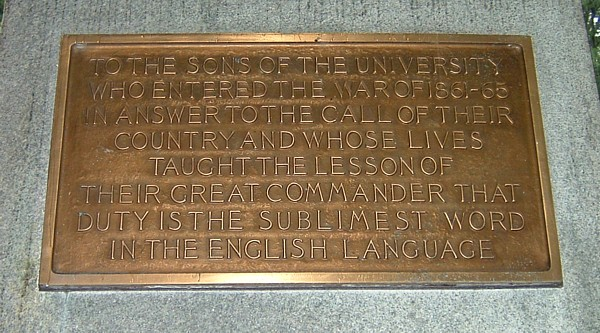 TO THE SONS OF THE UNIVERSITY
WHO ENTERED THE WAR OF 1861-65
IN ANSWER TO THE CALL OF THEIR
COUNTRY AND WHOSE LIVES
TAUGHT THE LESSON OF
THEIR GREAT COMMANDER THAT
DUTY IS THE SUBLIMEST WORD
IN THE ENGLISH LANGUAGE